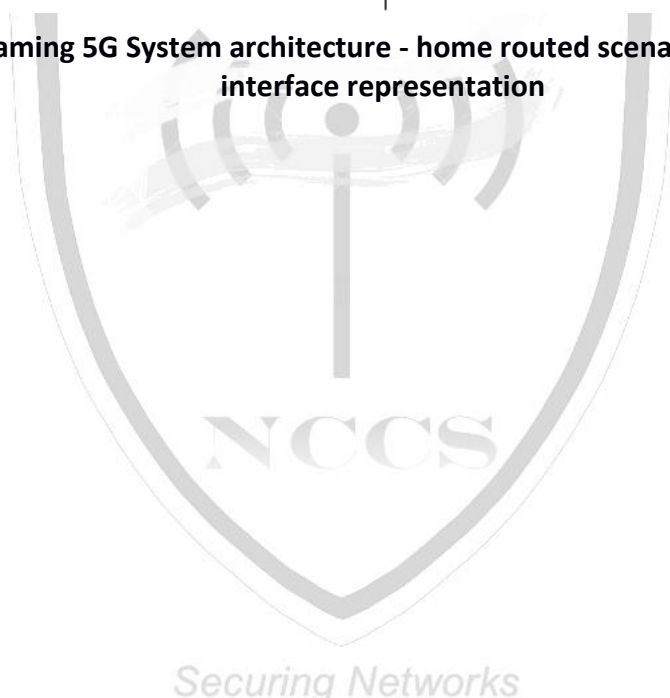 aming 5G System architecture - home routed scena
interface representation
NCCS
Securing Networks